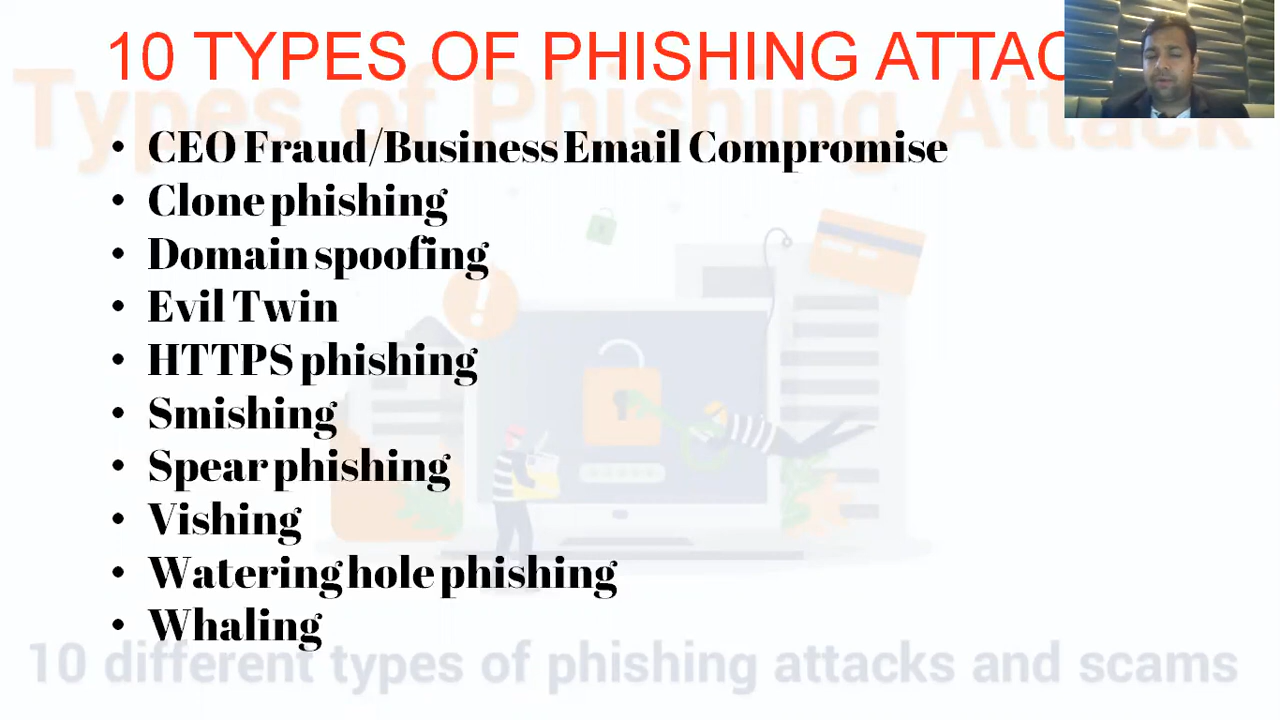 10 TYPES OF PHISHING ATTAC
Types of Phishing Attack
• CEO Fraud/Business Email Compromise
• Clone phishing
• Domain spoofing
• Evil Twin
• HTTPS phishing
• Smishing
• Spear phishing
• Vishing
• Watering hole phishing
• Whaling
10 different types of phishing attacks and scams